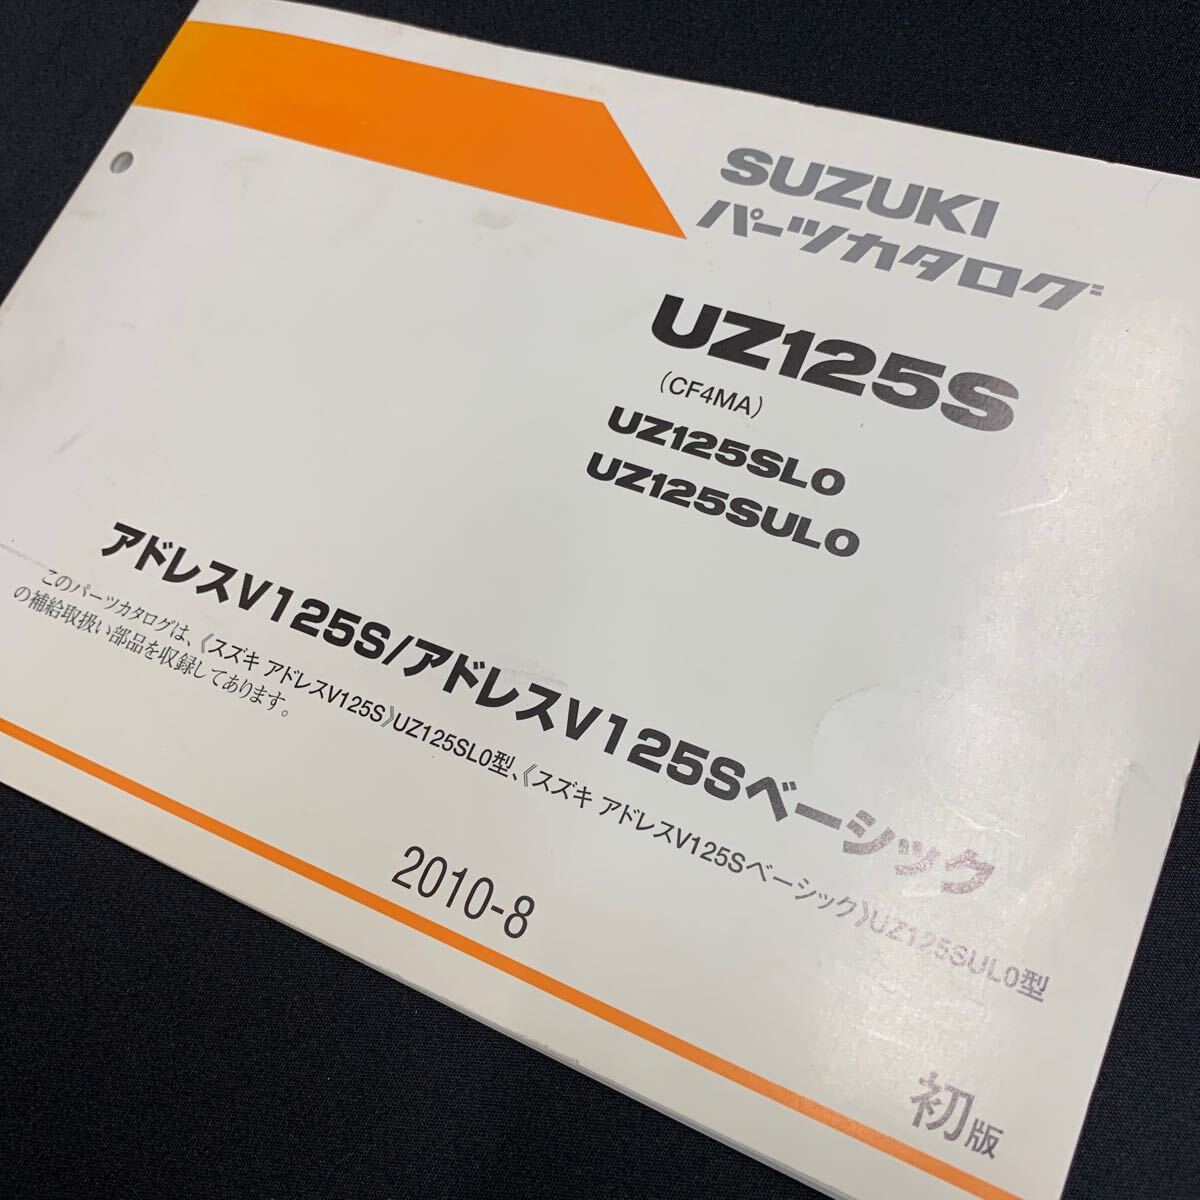 SUZUKI
パーツカタログ
UZ125S
(CF4MA)
UZ125SL0
UZ125SUL0
アドレスV125S/アドレスV125Sベーシック
このパーツカタログは、《スズキ アドレスV125S》UZ125SL0型、《スズキ アドレスV125Sベーシック》UZ125SUL0型
の補給取扱い部品を収録してあります。
2010-8
初版